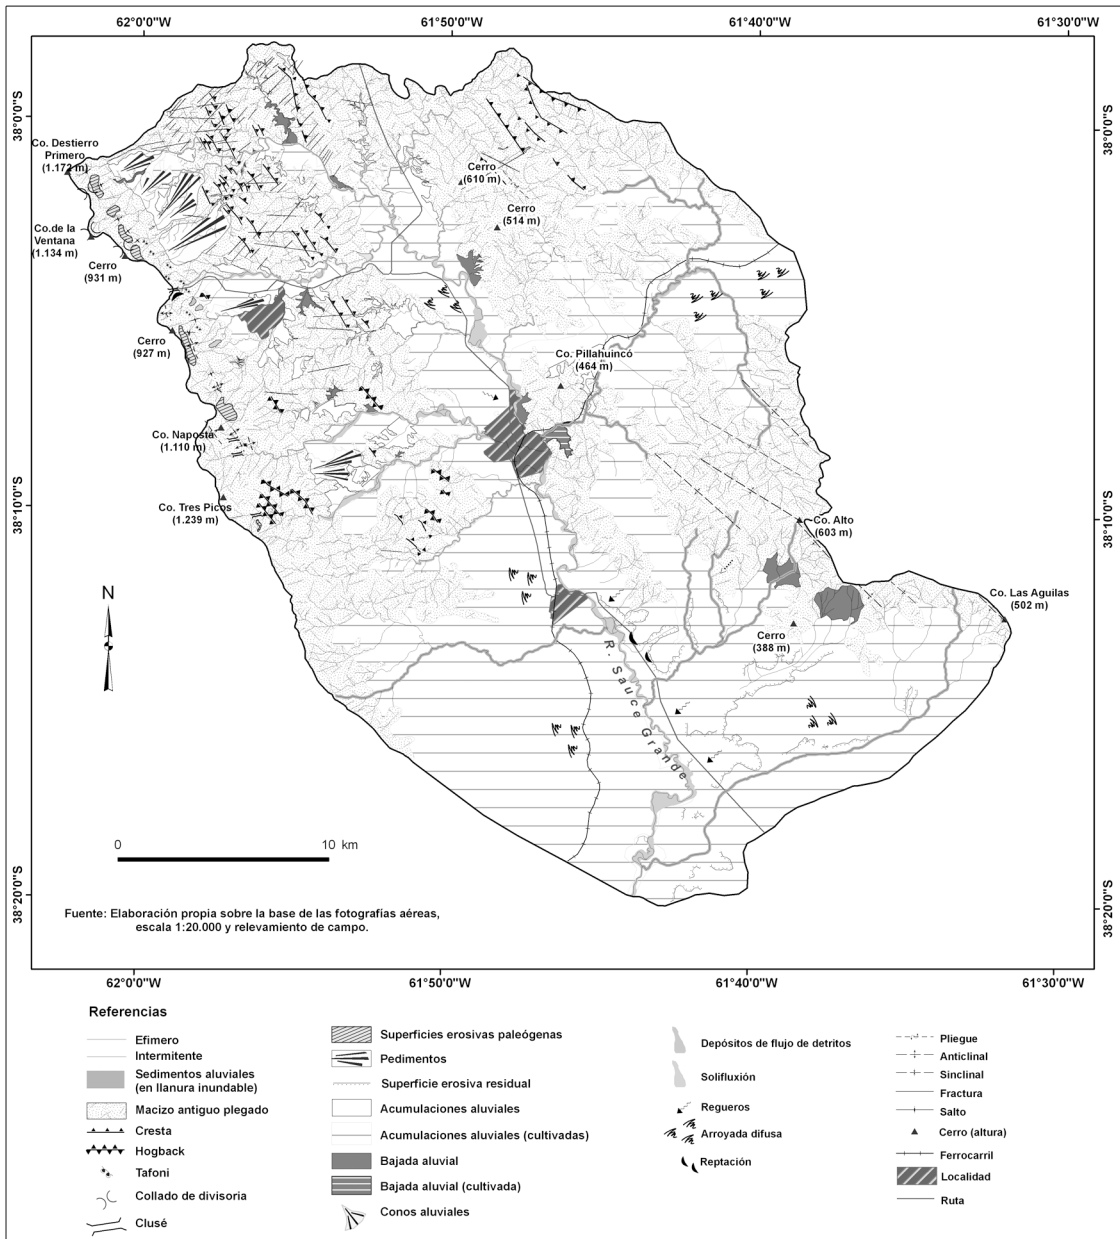 62°0'0"W
61°50'0"W
61°40'0"W
61°30'0"W
38°0'0"S
38°0'0"S
Co. Destierro
Primero
(1.172 m)
Cerro
(610 m)
Cerro
(514 m)
Co.de la
Ventana
(1.134 m)
Cerro
(931 m)
Cerro
(927 m)
Co. Pillahuincó
(464 m)
Co. Naposta
(1.110 m)
Co. Tres Picos
(1.239 m)
38°10'0"S
38°10'0"S
Co. Alto
(603 m)
Co. Las Aguilas
(502 m)
Cerro
(388 m)
N
R. Sauce Grande
0
10 km
38°20'0"S
38°20'0"S
Fuente: Elaboración propia sobre la base de las fotografías aéreas,
escala 1:20.000 y relevamiento de campo.
62°0'0"W
61°50'0"W
61°40'0"W
61°30'0"W
Referencias
Efimero
Intermitente
Sedimentos aluviales
(en llanura inundable)
Macizo antiguo plegado
Cresta
Hogback
Tafoni
Collado de divisoria
Clusé
Superficies erosivas paleógenas
Pedimentos
Superficie erosiva residual
Acumulaciones aluviales
Acumulaciones aluviales (cultivadas)
Bajada aluvial
Bajada aluvial (cultivada)
Conos aluviales
Depósitos de flujo de detritos
Solifluxión
Regueros
Arroyada difusa
Reptación
Pliegue
Anticlinal
Sinclinal
Fractura
Salto
Cerro (altura)
Ferrocarril
Localidad
Ruta